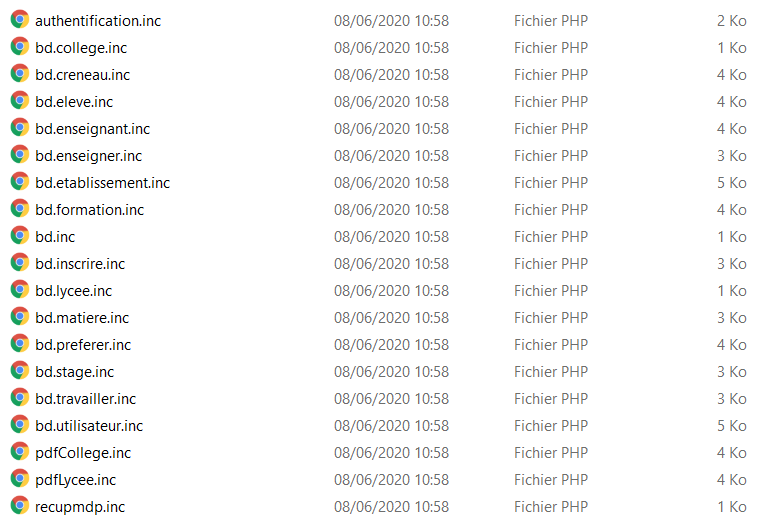 authentification.inc 08/06/2020 10:58 Fichier PHP 2 Ko
bd.college.inc 08/06/2020 10:58 Fichier PHP 1 Ko
bd.creneau.inc 08/06/2020 10:58 Fichier PHP 4 Ko
bd.eleve.inc 08/06/2020 10:58 Fichier PHP 4 Ko
bd.enseignant.inc 08/06/2020 10:58 Fichier PHP 4 Ko
bd.enseigner.inc 08/06/2020 10:58 Fichier PHP 3 Ko
bd.etablissement.inc 08/06/2020 10:58 Fichier PHP 5 Ko
bd.formation.inc 08/06/2020 10:58 Fichier PHP 4 Ko
bd.inc 08/06/2020 10:58 Fichier PHP 1 Ko
bd.inscrire.inc 08/06/2020 10:58 Fichier PHP 3 Ko
bd.lycee.inc 08/06/2020 10:58 Fichier PHP 1 Ko
bd.matiere.inc 08/06/2020 10:58 Fichier PHP 3 Ko
bd.preferer.inc 08/06/2020 10:58 Fichier PHP 4 Ko
bd.stage.inc 08/06/2020 10:58 Fichier PHP 3 Ko
bd.travailler.inc 08/06/2020 10:58 Fichier PHP 3 Ko
bd.utilisateur.inc 08/06/2020 10:58 Fichier PHP 5 Ko
pdfCollege.inc 08/06/2020 10:58 Fichier PHP 4 Ko
pdfLycee.inc 08/06/2020 10:58 Fichier PHP 4 Ko
recupmdp.inc 08/06/2020 10:58 Fichier PHP 1 Ko